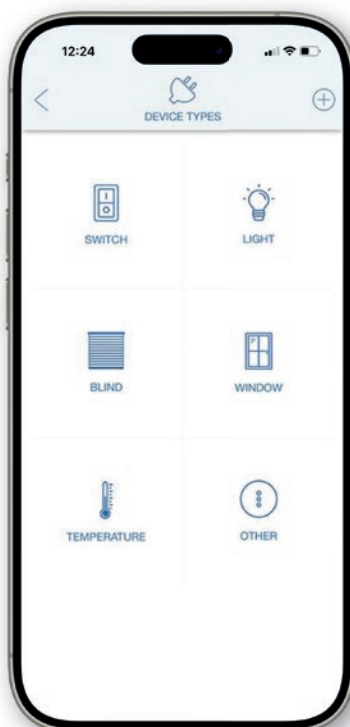 12:24
DEVICE TYPES
SWITCH
LIGHT
BLIND
WINDOW
TEMPERATURE
OTHER